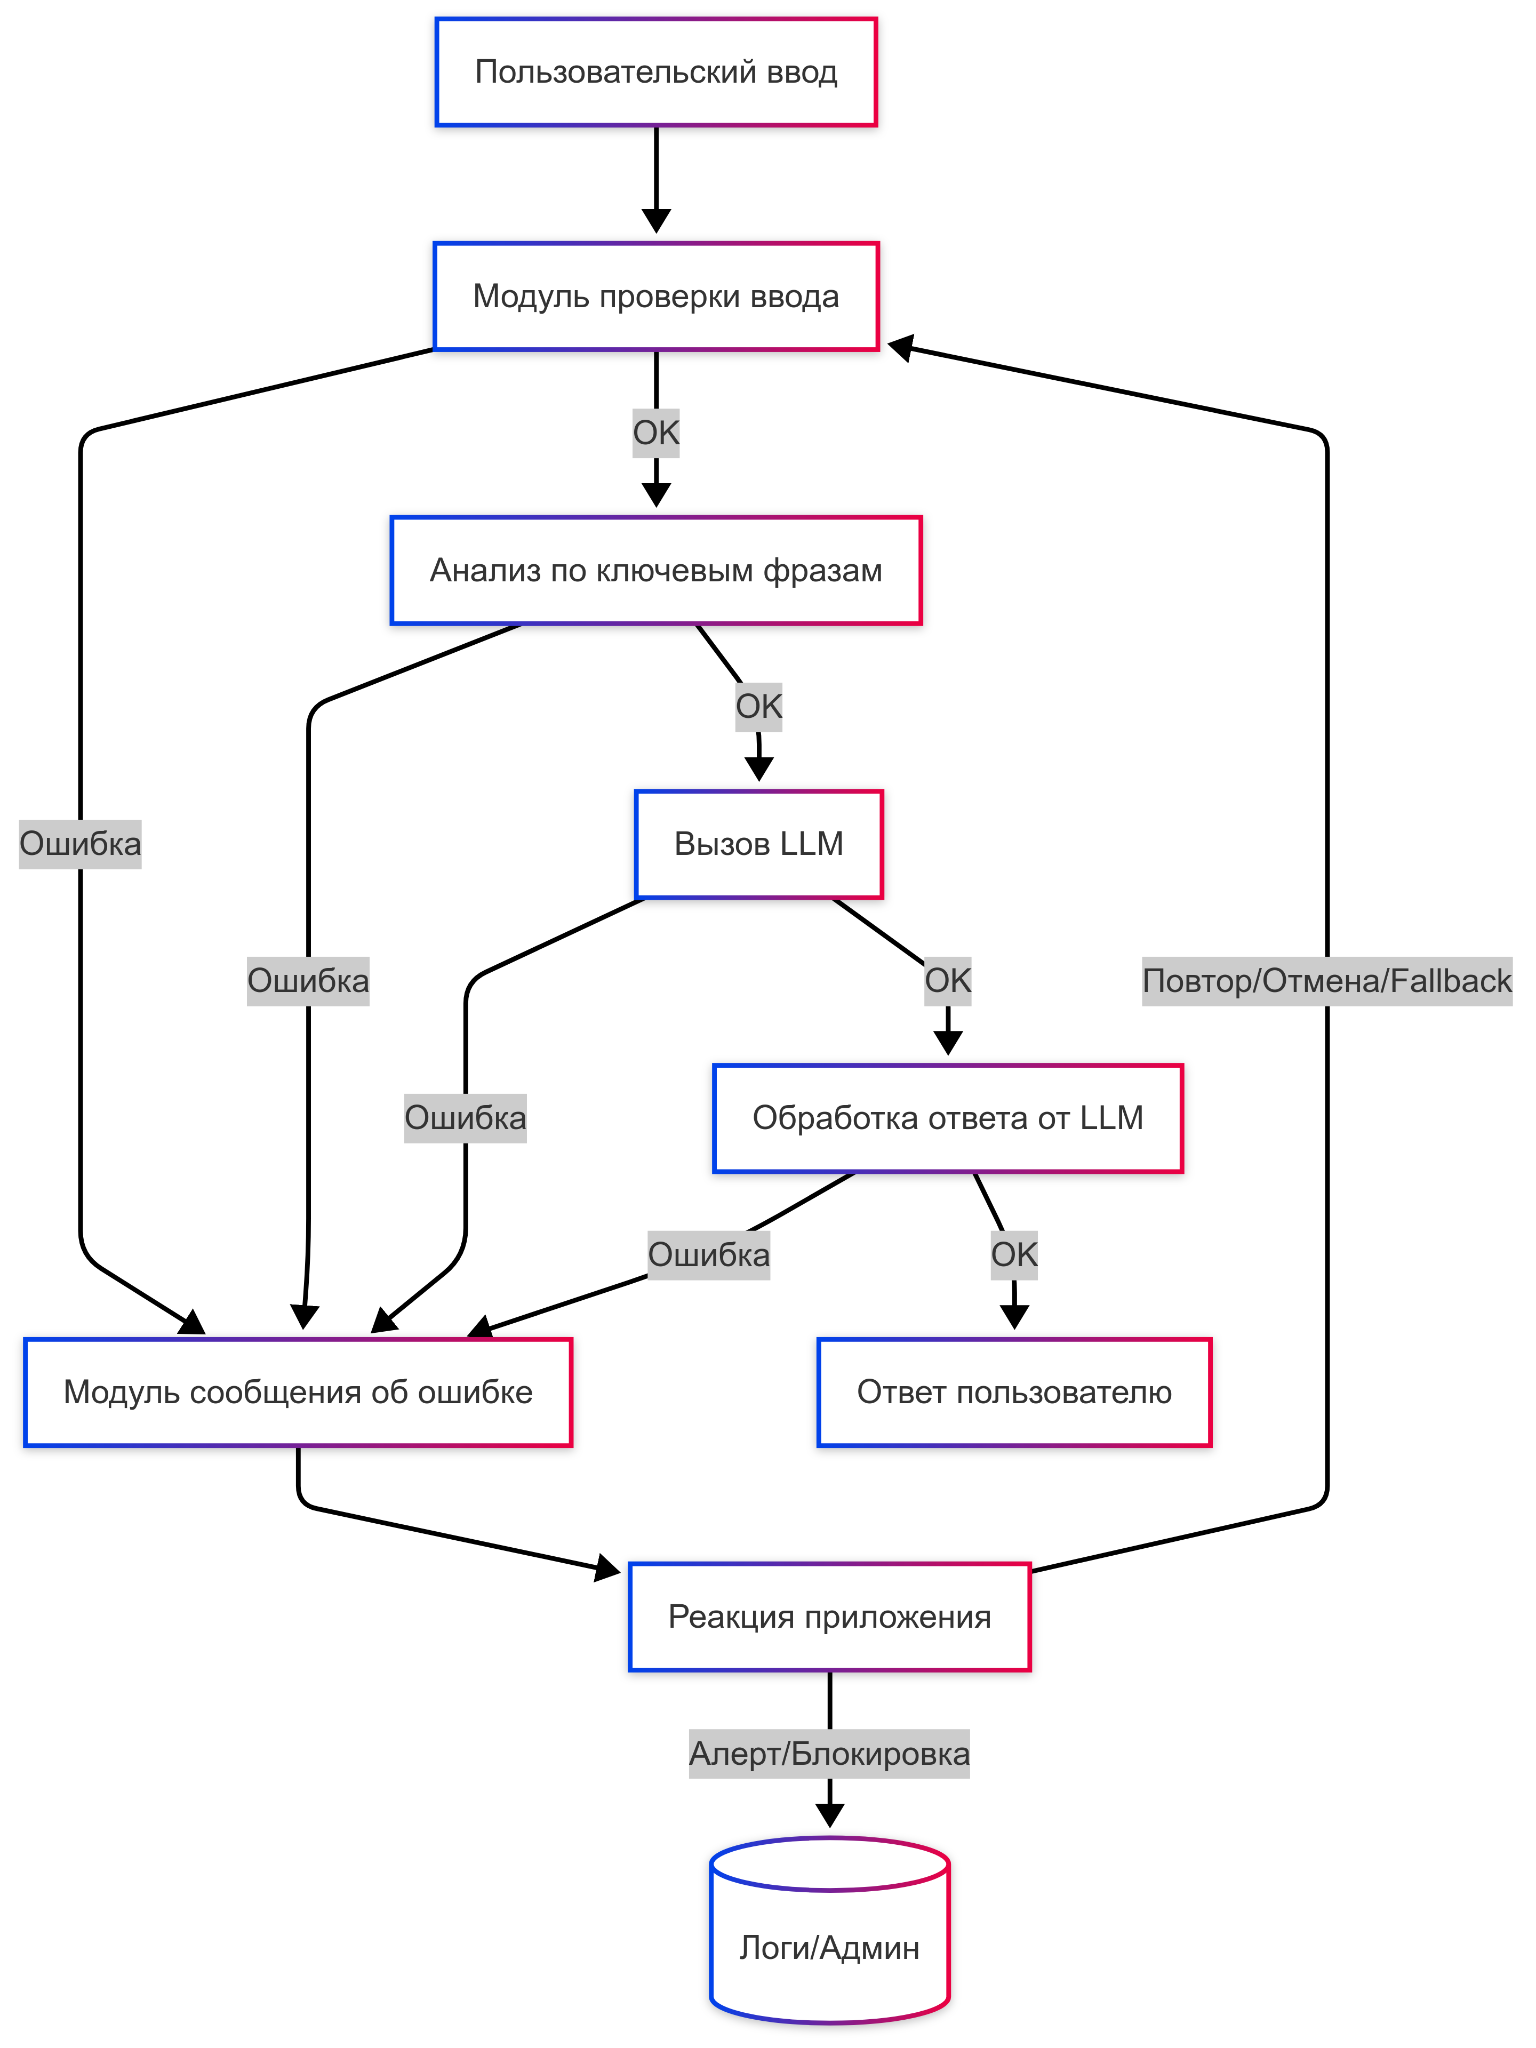 Пользовательский ввод
Модуль проверки ввода
OK
Анализ по ключевым фразам
OK
Ошибка
Вызов LLM
Ошибка
OK
Повтор/Отмена/Fallback
Ошибка
Обработка ответа от LLM
Ошибка
OK
Модуль сообщения об ошибке
Ответ пользователю
Реакция приложения
Алерт/Блокировка
Логи/Админ